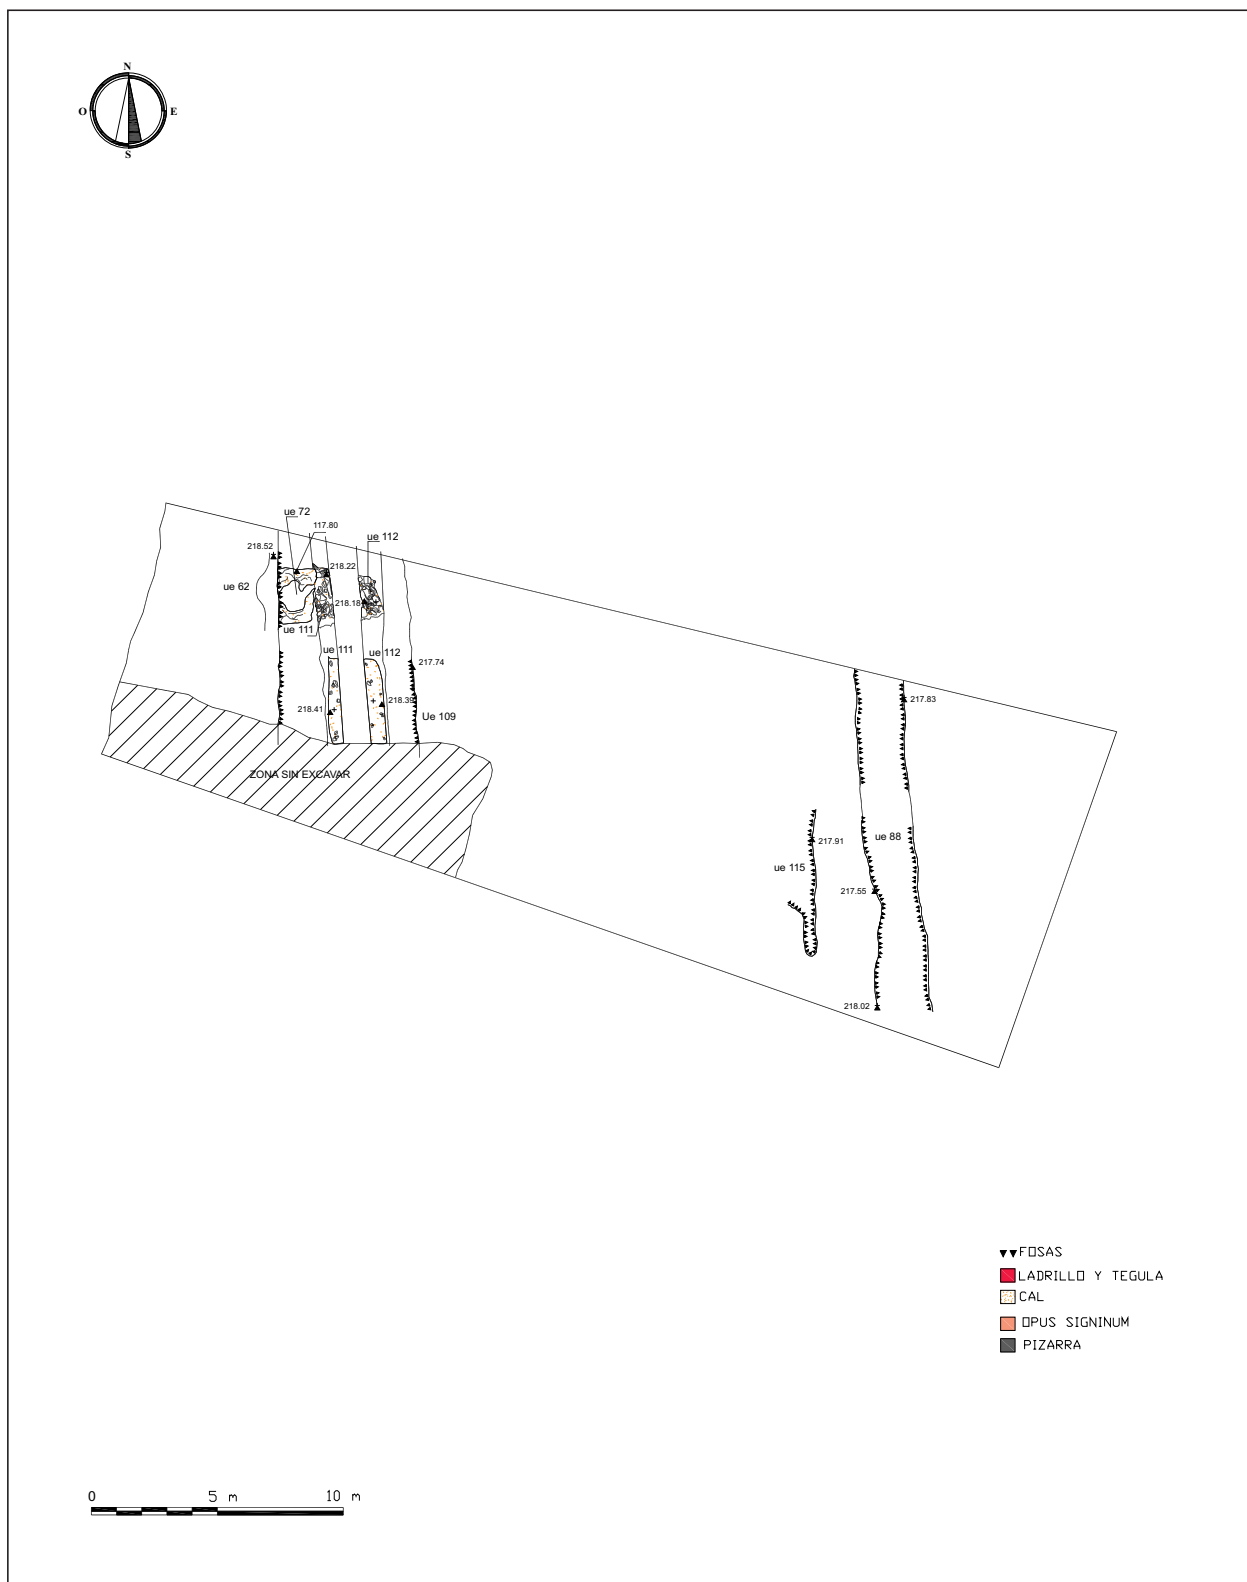 N
O E
S
ue 72
117.80
ue 112
218.52
218.22
ue 62
218.18
ue 111
ue 111
ue 112
217.74
218.41
218.39
Ue 109
ZONA SIN EXCAVAR
217.83
ue 88
217.91
ue 115
217.55
218.02
FOSAS
LADRILLO Y TEGULA
CAL
OPUS SIGNINUM
PIZARRA
0 5 m 10 m